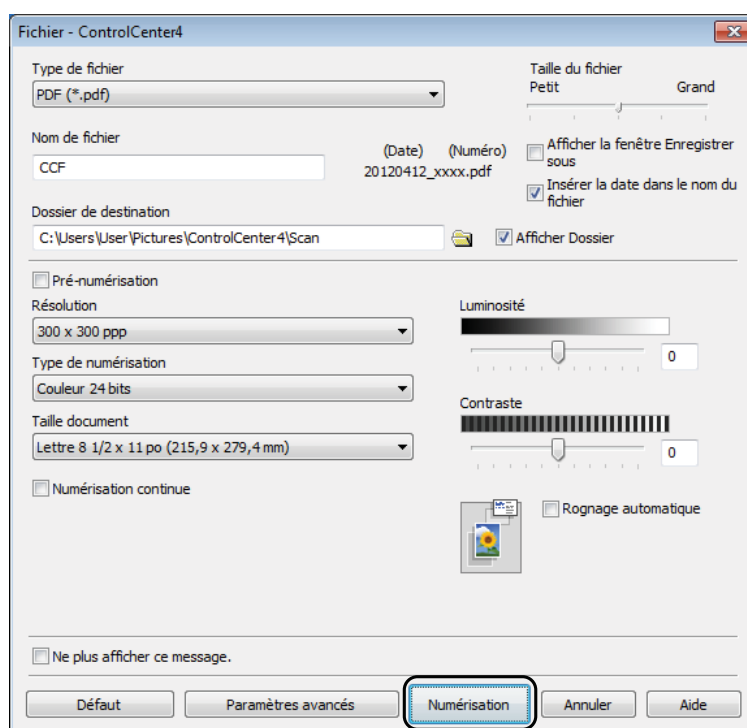 Fichier - ControlCenter4
Type de fichier
PDF (*.pdf)
Taille du fichier
Petit Grand
Nom de fichier
CCF
(Date) (Numéro)
20120412_xxxx.pdf
Afficher la fenêtre Enregistrer
sous
Insérer la date dans le nom du
fichier
Dossier de destination
C:\Users\User\Pictures\ControlCenter4\Scan
Afficher Dossier
Pré-numérisation
Résolution
300 x 300 ppp
Type de numérisation
Couleur 24 bits
Taille document
Lettre 8 1/2 x 11 po (215,9 x 279,4 mm)
Numérisation continue
Luminosité
0
Contraste
0
Rognage automatique
Ne plus afficher ce message.
Défaut Paramètres avancés Numérisation Annuler Aide